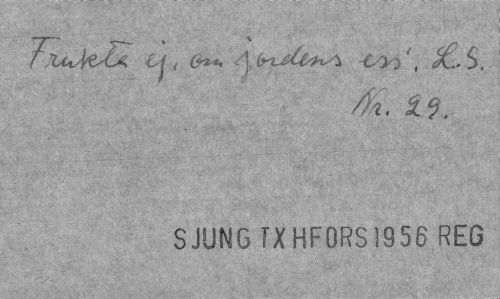 Frukta ej, om jordens ess'. L.S.
Nr. 29.
SJUNG TX HFORS 1956 REG